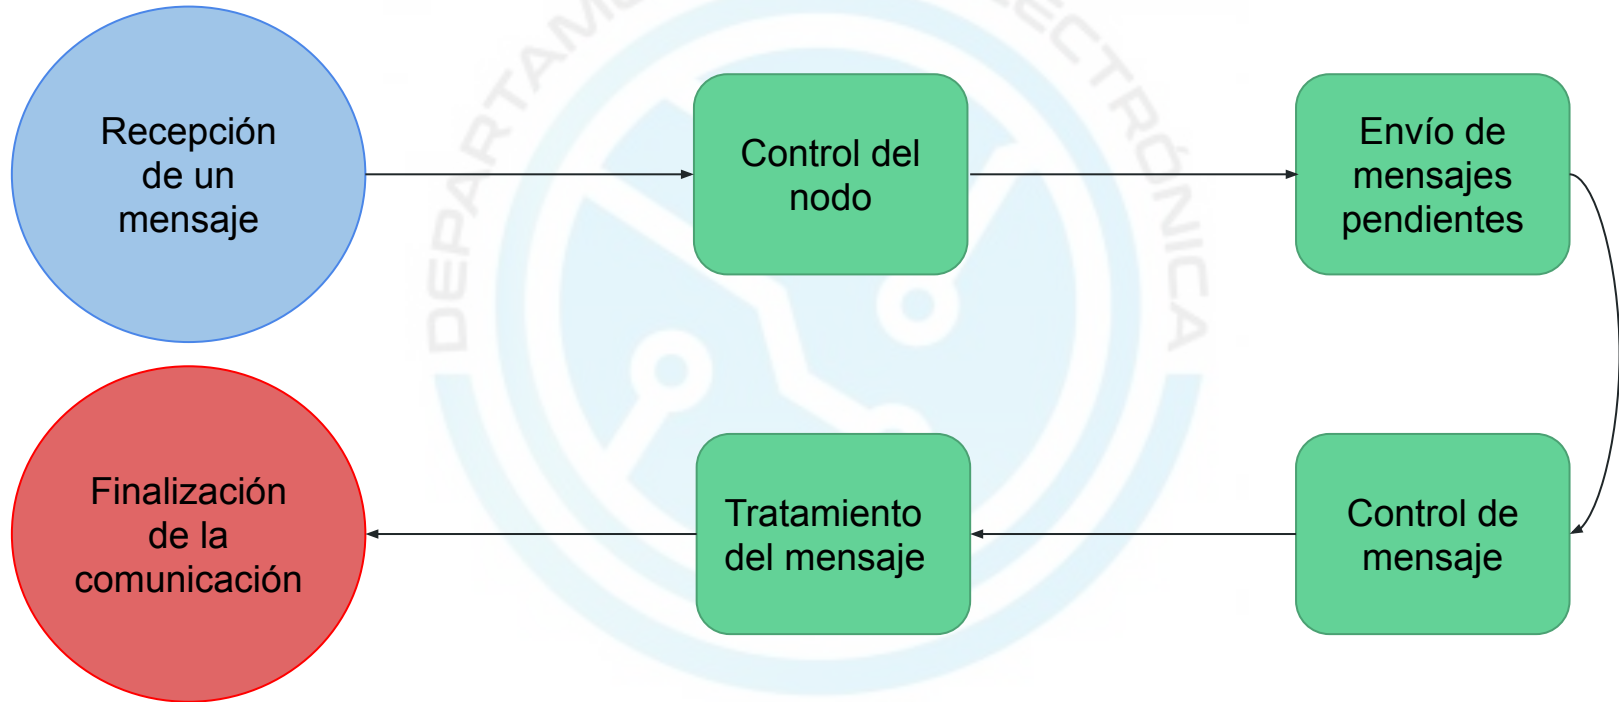 Recepción
de un
mensaje
Control del
nodo
Envío de
mensajes
pendientes
Control de
mensaje
Tratamiento
del mensaje
Finalización
de la
comunicación